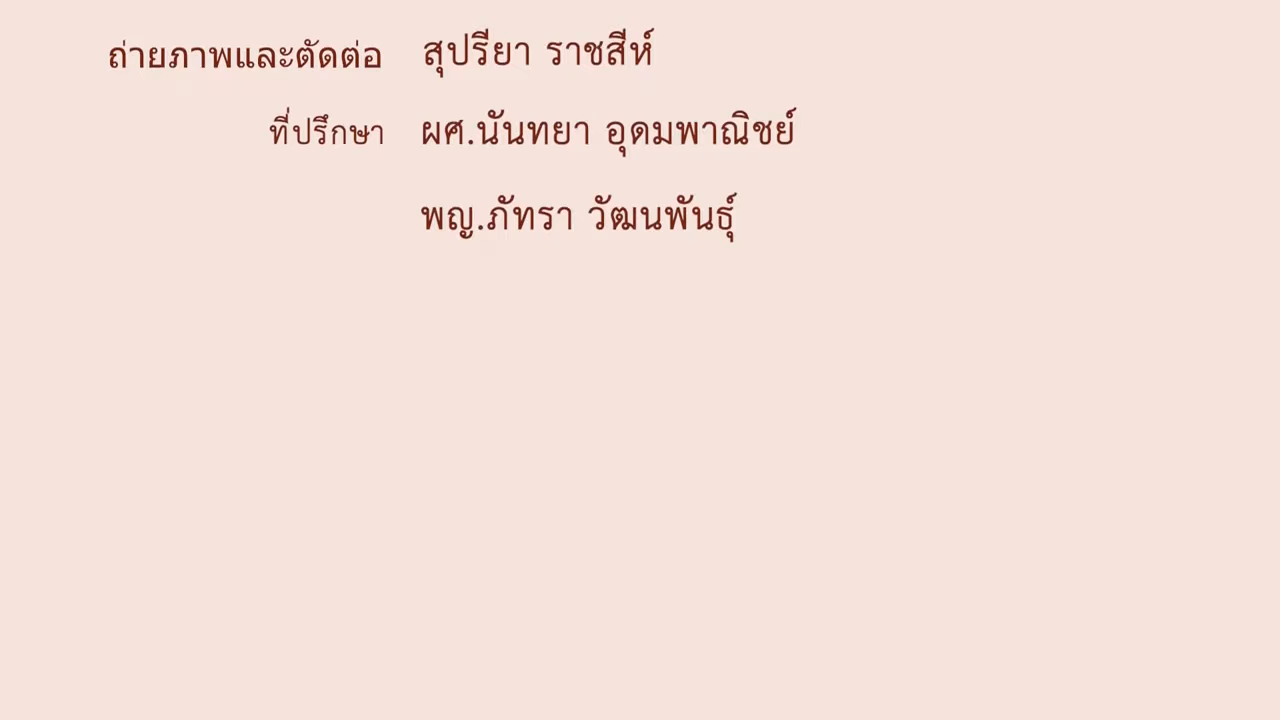 ถ่ายภาพและตัดต่อ สุปรียา ราชสีห์
ที่ปรึกษา ผศ.นันทยา อุดมพาณิชย์
พญ.ภัทรา วัฒนพันธุ์